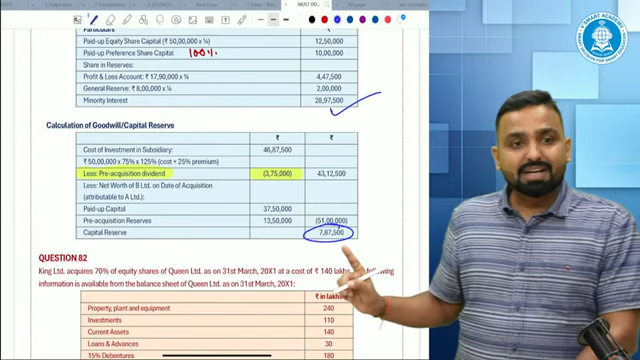 MUST DO
Particulars ₹
Paid-up Equity Share Capital (₹ 50,00,000 x ¼) 12,50,000
Paid-up Preference Share Capital 100% 10,00,000
Share in Reserves:
Profit & Loss Account: ₹ 17,90,000 x ¼ 4,47,500
General Reserve: ₹ 8,00,000 x ¼ 2,00,000
Minority Interest 28,97,500
Calculation of Goodwill/Capital Reserve
₹ ₹
Cost of Investment in Subsidiary: 46,87,500
₹ 50,00,000 x 75% x 125% (cost + 25% premium)
Less: Pre-acquisition dividend (3,75,000) 43,12,500
Less: Net Worth of B Ltd. on Date of Acquisition
(attributable to A Ltd.)
Paid-up Capital 37,50,000
Pre-acquisition Reserves 13,50,000 (51,00,000)
Capital Reserve 7,87,500
QUESTION 82
King Ltd. acquires 70% of equity shares of Queen Ltd. as on 31st March, 20X1 at a cost of ₹ 140 lakhs. following
information is available from the balance sheet of Queen Ltd. as on 31st March, 20X1:
₹ in lakhs
Property, plant and equipment 240
Investments 110
Current Assets 140
Loans & Advances 30
15% Debentures 180
SMART ACADEMY